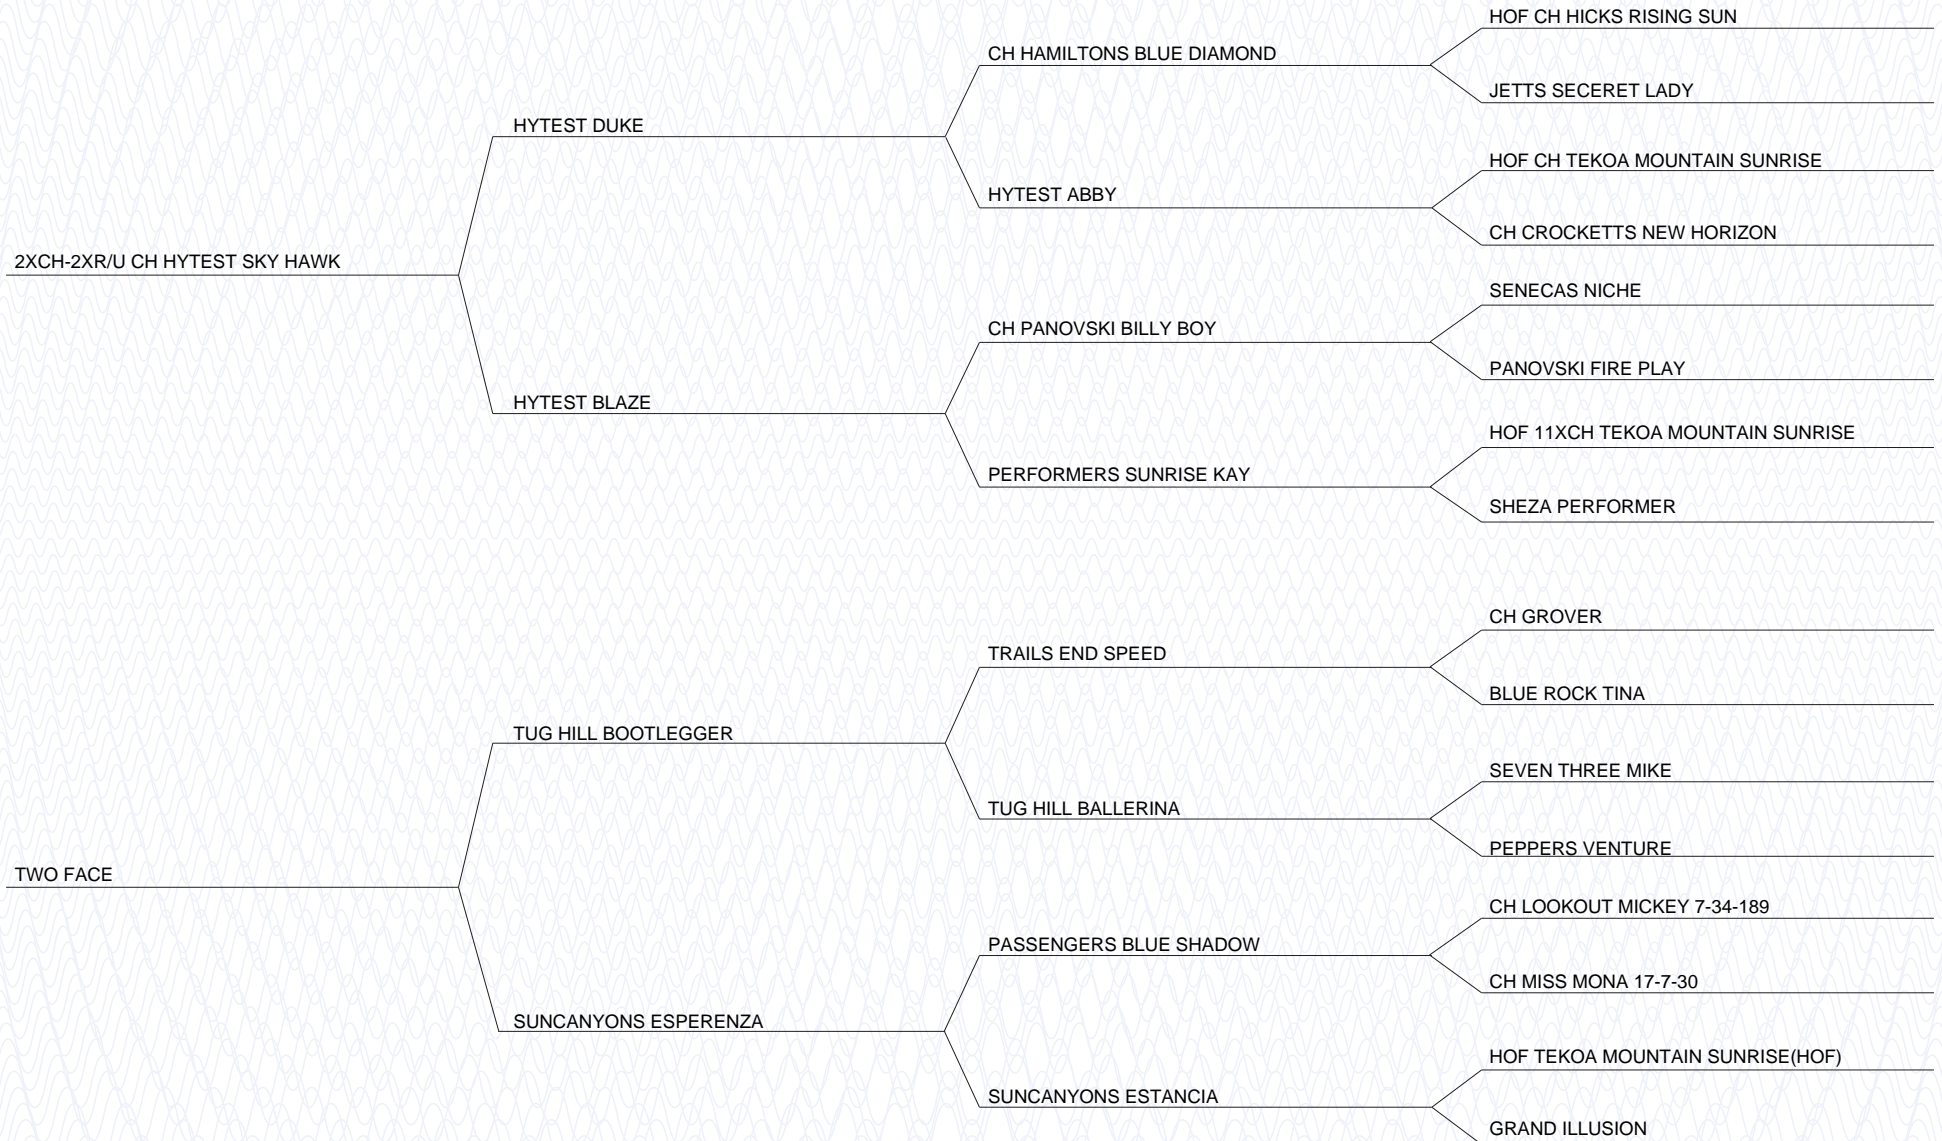 HOF CH HICKS RISING SUN
CH HAMILTONS BLUE DIAMOND
JETTS SECERET LADY
HYTEST DUKE
HOF CH TEKOA MOUNTAIN SUNRISE
HYTEST ABBY
CH CROCKETTS NEW HORIZON
2XCH-2XR/U CH HYTEST SKY HAWK
SENECAS NICHE
CH PANOVSKI BILLY BOY
PANOVSKI FIRE PLAY
HYTEST BLAZE
HOF 11XCH TEKOA MOUNTAIN SUNRISE
PERFORMERS SUNRISE KAY
SHEZA PERFORMER
CH GROVER
TRAILS END SPEED
BLUE ROCK TINA
TUG HILL BOOTLEGGER
SEVEN THREE MIKE
TUG HILL BALLERINA
PEPPERS VENTURE
TWO FACE
CH LOOKOUT MICKEY 7-34-189
PASSENGERS BLUE SHADOW
CH MISS MONA 17-7-30
SUNCANYONS ESPERENZA
HOF TEKOA MOUNTAIN SUNRISE(HOF)
SUNCANYONS ESTANCIA
GRAND ILLUSION